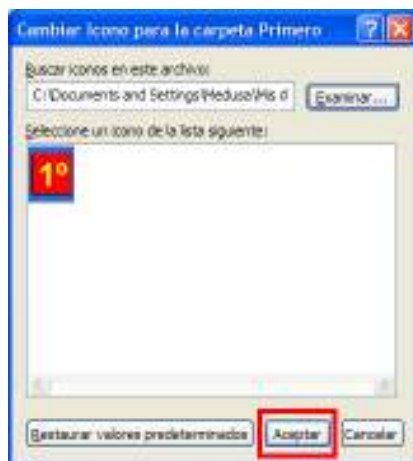 Cambiar icono para la carpeta Primero
Buscar iconos en este archivo:
C:\Documents and Settings\Medusa\Mis d
Examinar...
Seleccione un icono de la lista siguiente:
1º
Restaurar valores predeterminados
Aceptar
Cancelar